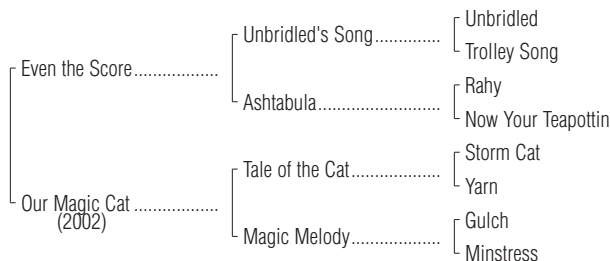 Unbridled
Unbridled's Song
Trolley Song
Even the Score
Rahy
Ashtabula
Now Your Teapottin
Storm Cat
Tale of the Cat
Yarn
Our Magic Cat
(2002)
Gulch
Magic Melody
Minstress